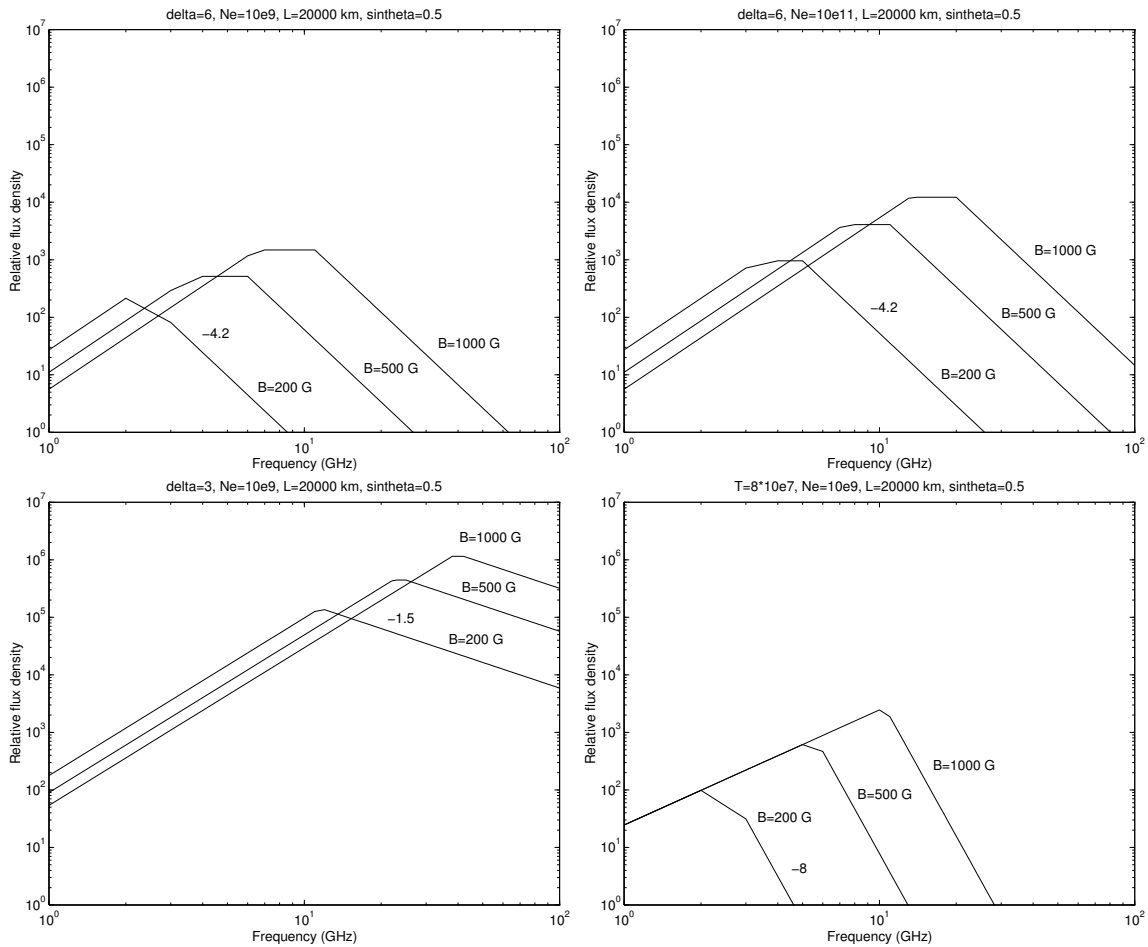 delta=6, Ne=10e9, L=20000 km, sintheta=0.5
10^7
10^6
10^5
10^4
10^3
10^2
10^1
10^0
Relative flux density
−4.2
B=1000 G
B=500 G
B=200 G
10^0
10^1
10^2
Frequency (GHz)
delta=6, Ne=10e11, L=20000 km, sintheta=0.5
10^7
10^6
10^5
10^4
10^3
10^2
10^1
10^0
Relative flux density
B=1000 G
−4.2
B=500 G
B=200 G
10^0
10^1
10^2
Frequency (GHz)
delta=3, Ne=10e9, L=20000 km, sintheta=0.5
10^7
10^6
10^5
10^4
10^3
10^2
10^1
10^0
Relative flux density
B=1000 G
B=500 G
−1.5
B=200 G
10^0
10^1
10^2
Frequency (GHz)
T=8*10e7, Ne=10e9, L=20000 km, sintheta=0.5
10^7
10^6
10^5
10^4
10^3
10^2
10^1
10^0
Relative flux density
B=1000 G
B=500 G
B=200 G
−8
10^0
10^1
10^2
Frequency (GHz)